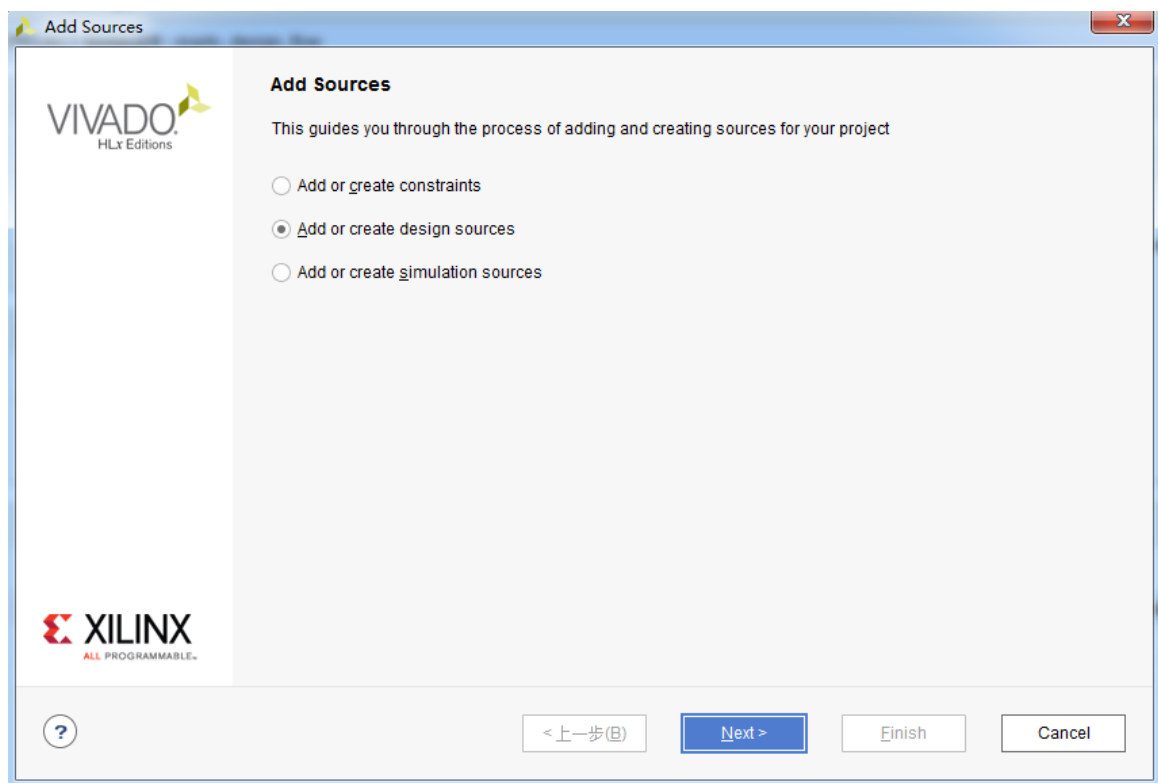 Add Sources
VIVADO.
HLx Editions
Add Sources
This guides you through the process of adding and creating sources for your project
Add or create constraints
Add or create design sources
Add or create simulation sources
XILINX
ALL PROGRAMMABLE.
?
<上一步(B)
Next >
Finish
Cancel